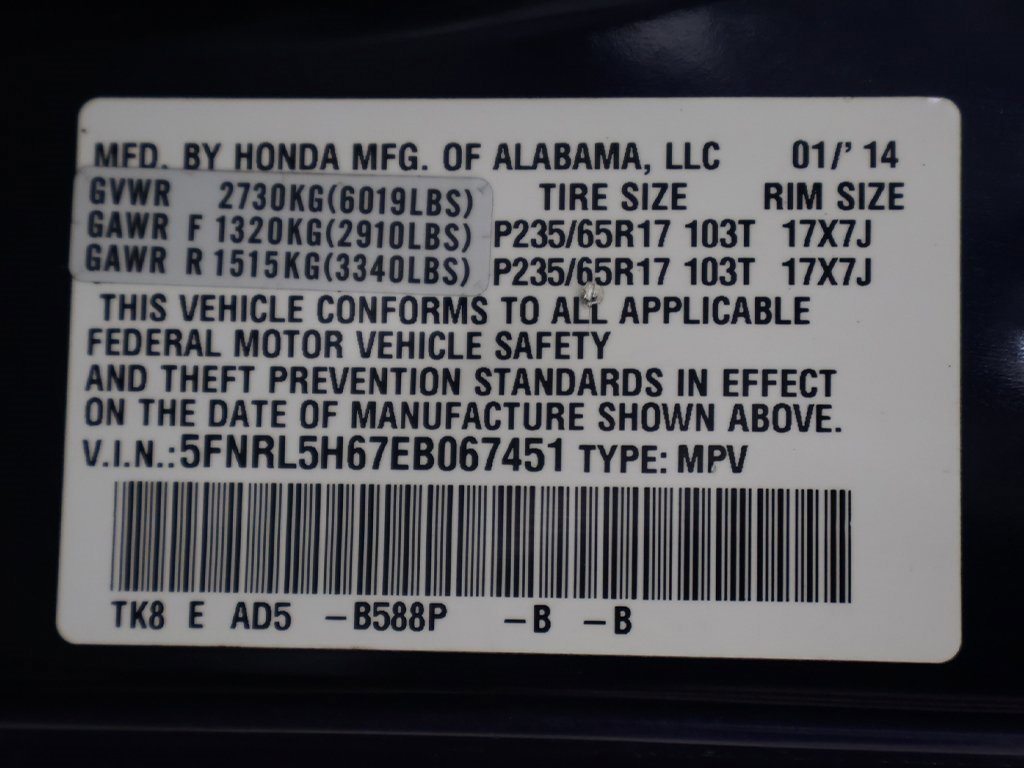 MFD. BY HONDA MFG. OF ALABAMA, LLC 01/' 14
GVWR 2730KG(6019LBS) TIRE SIZE RIM SIZE
GAWR F 1320KG(2910LBS) P235/65R17 103T 17X7J
GAWR R 1515KG(3340LBS) P235/65R17 103T 17X7J
THIS VEHICLE CONFORMS TO ALL APPLICABLE
FEDERAL MOTOR VEHICLE SAFETY
AND THEFT PREVENTION STANDARDS IN EFFECT
ON THE DATE OF MANUFACTURE SHOWN ABOVE.
V.I.N.:5FNRL5H67EB067451 TYPE: MPV
TK8 E AD5 -B588P -B -B